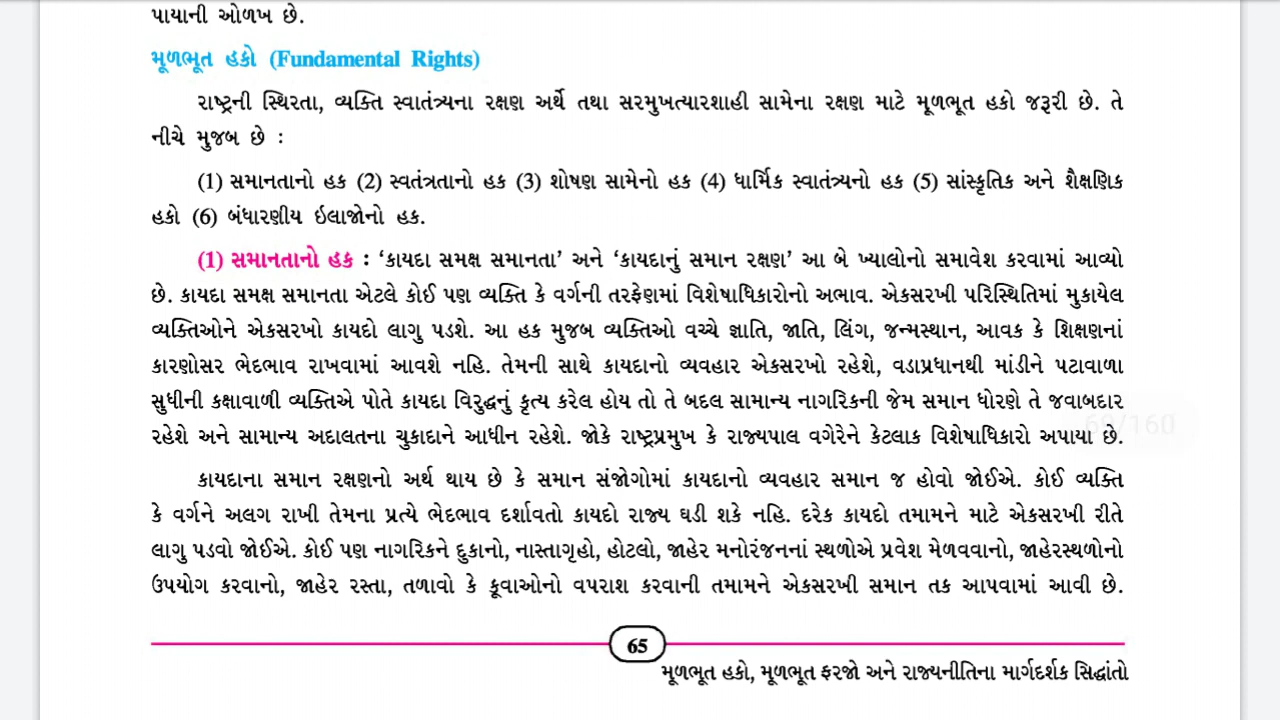 પાયાની ઓળખ છે.
મૂળભૂત હકો (Fundamental Rights)
રાષ્ટ્રની સ્થિરતા, વ્યક્તિ સ્વાતંત્ર્યના રક્ષણ અર્થે તથા સરમુખત્યારશાહી સામેના રક્ષણ માટે મૂળભૂત હકો જરૂરી છે. તે
નીચે મુજબ છે :
(1) સમાનતાનો હક (2) સ્વતંત્રતાનો હક (3) શોષણ સામેનો હક (4) ધાર્મિક સ્વાતંત્ર્યનો હક (5) સાંસ્કૃતિક અને શૈક્ષણિક
હકો (6) બંધારણીય ઇલાજોનો હક.
(1) સમાનતાનો હક : ‘કાયદા સમક્ષ સમાનતા’ અને ‘કાયદાનું સમાન રક્ષણ’ આ બે ખ્યાલોનો સમાવેશ કરવામાં આવ્યો
છે. કાયદા સમક્ષ સમાનતા એટલે કોઈ પણ વ્યક્તિ કે વર્ગની તરફેણમાં વિશેષાધિકારોનો અભાવ. એકસરખી પરિસ્થિતિમાં મુકાયેલ
વ્યક્તિઓને એકસરખો કાયદો લાગુ પડશે. આ હક મુજબ વ્યક્તિઓ વચ્ચે જ્ઞાતિ, જાતિ, લિંગ, જન્મસ્થાન, આવક કે શિક્ષણનાં
કારણોસર ભેદભાવ રાખવામાં આવશે નહિ. તેમની સાથે કાયદાનો વ્યવહાર એકસરખો રહેશે, વડાપ્રધાનથી માંડીને પટાવાળા
સુધીની કક્ષાવાળી વ્યક્તિએ પોતે કાયદા વિરુદ્ધનું કૃત્ય કરેલ હોય તો તે બદલ સામાન્ય નાગરિકની જેમ સમાન ધોરણે તે જવાબદાર
રહેશે અને સામાન્ય અદાલતના ચુકાદાને આધીન રહેશે. જોકે રાષ્ટ્રપ્રમુખ કે રાજ્યપાલ વગેરેને કેટલાક વિશેષાધિકારો અપાયા છે.
69/160
કાયદાના સમાન રક્ષણનો અર્થ થાય છે કે સમાન સંજોગોમાં કાયદાનો વ્યવહાર સમાન જ હોવો જોઈએ. કોઈ વ્યક્તિ
કે વર્ગને અલગ રાખી તેમના પ્રત્યે ભેદભાવ દર્શાવતો કાયદો રાજ્ય ઘડી શકે નહિ. દરેક કાયદો તમામને માટે એકસરખી રીતે
લાગુ પડવો જોઈએ. કોઈ પણ નાગરિકને દુકાનો, નાસ્તાગૃહો, હોટલો, જાહેર મનોરંજનનાં સ્થળોએ પ્રવેશ મેળવવાનો, જાહેરસ્થળોનો
ઉપયોગ કરવાનો, જાહેર રસ્તા, તળાવો કે કૂવાઓનો વપરાશ કરવાની તમામને એકસરખી સમાન તક આપવામાં આવી છે.
65
મૂળભૂત હકો, મૂળભૂત ફરજો અને રાજ્યનીતિના માર્ગદર્શક સિદ્ધાંતો